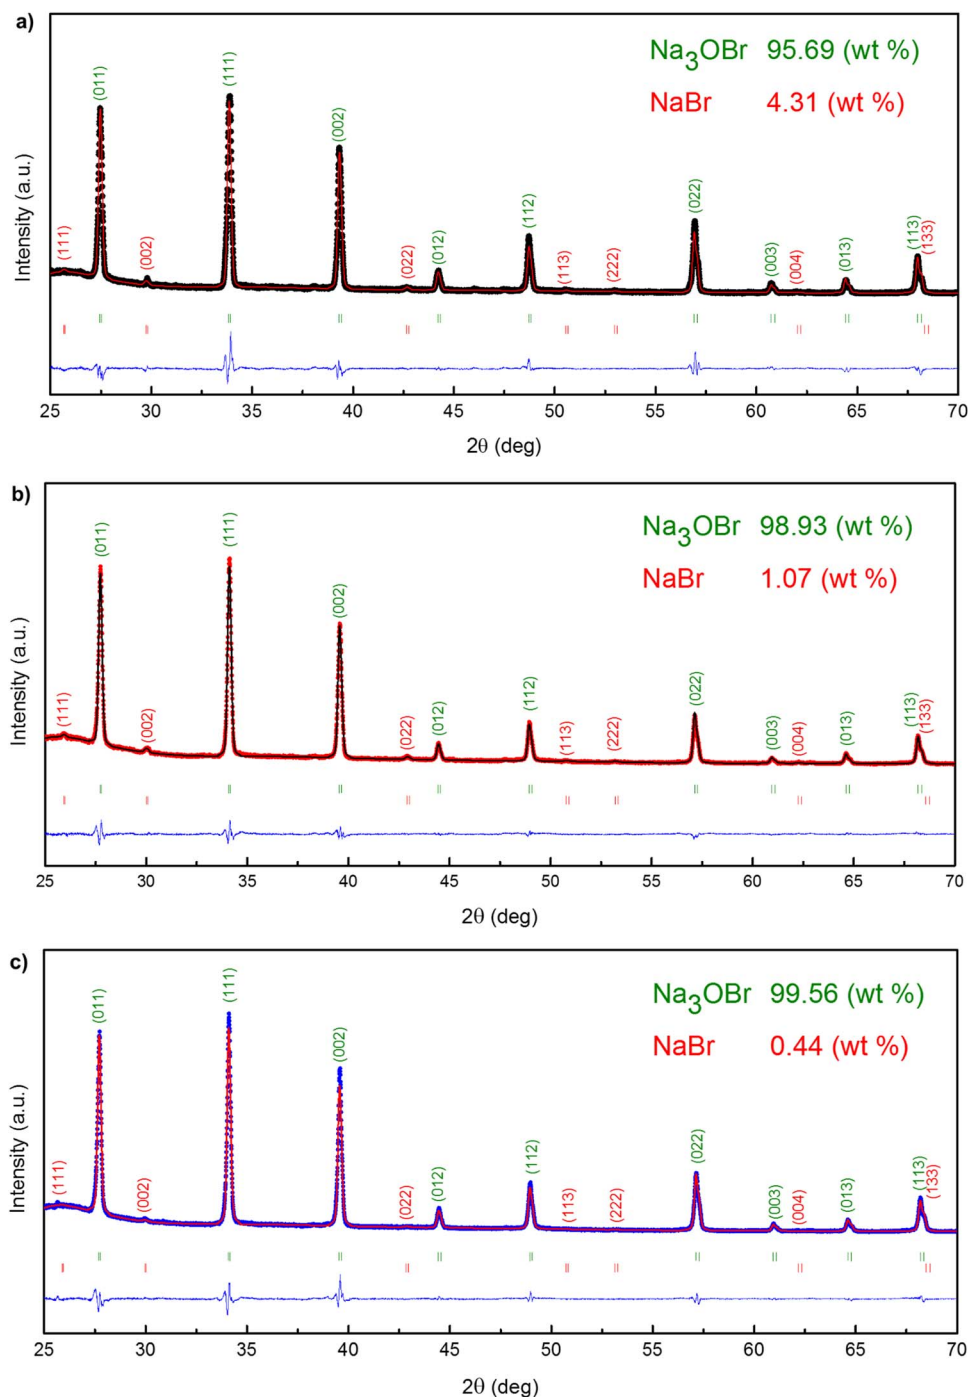 a)
Na3OBr 95.69 (wt %)
NaBr 4.31 (wt %)
Intensity (a.u.)
(111)
(011)
(002)
(111)
(002)
(022)
(012)
(112)
(113)
(222)
(022)
(003)
(004)
(013)
(113)
(133)
25 30 35 40 45 50 55 60 65 70
2θ (deg)
b)
Na3OBr 98.93 (wt %)
NaBr 1.07 (wt %)
Intensity (a.u.)
(111)
(011)
(002)
(111)
(002)
(022)
(012)
(112)
(113)
(222)
(022)
(003)
(004)
(013)
(113)
(133)
25 30 35 40 45 50 55 60 65 70
2θ (deg)
c)
Na3OBr 99.56 (wt %)
NaBr 0.44 (wt %)
Intensity (a.u.)
(111)
(011)
(002)
(111)
(002)
(022)
(012)
(112)
(113)
(222)
(022)
(003)
(004)
(013)
(113)
(133)
25 30 35 40 45 50 55 60 65 70
2θ (deg)